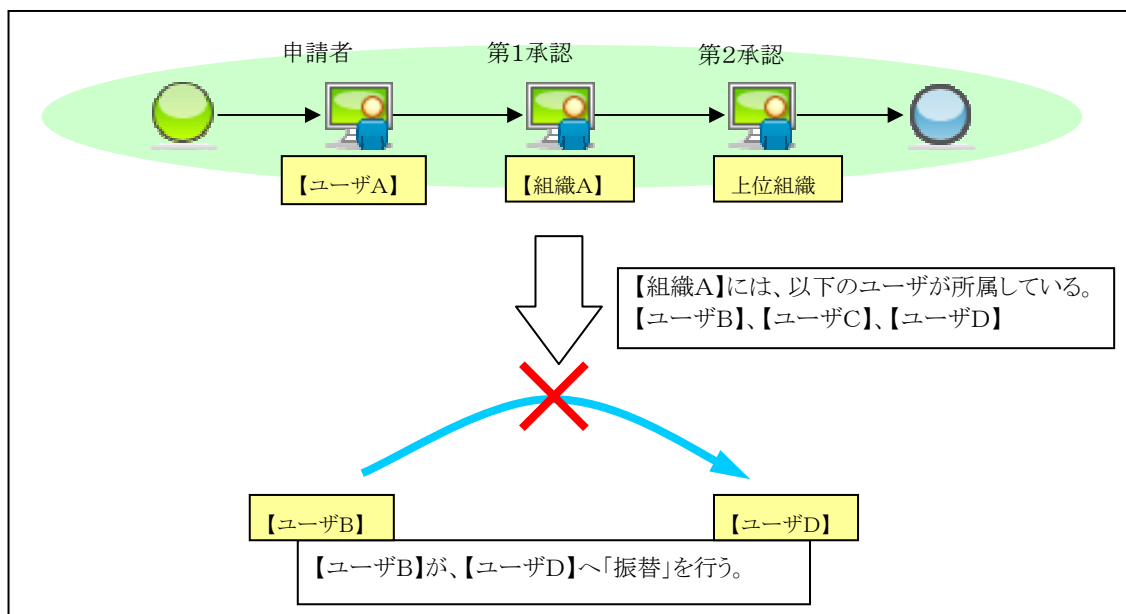 申請者
第1承認
第2承認
【ユーザA】
【組織A】
上位組織
【組織A】には、以下のユーザが所属している。
【ユーザB】、【ユーザC】、【ユーザD】
【ユーザB】
【ユーザD】
【ユーザB】が、【ユーザD】へ「振替」を行う。